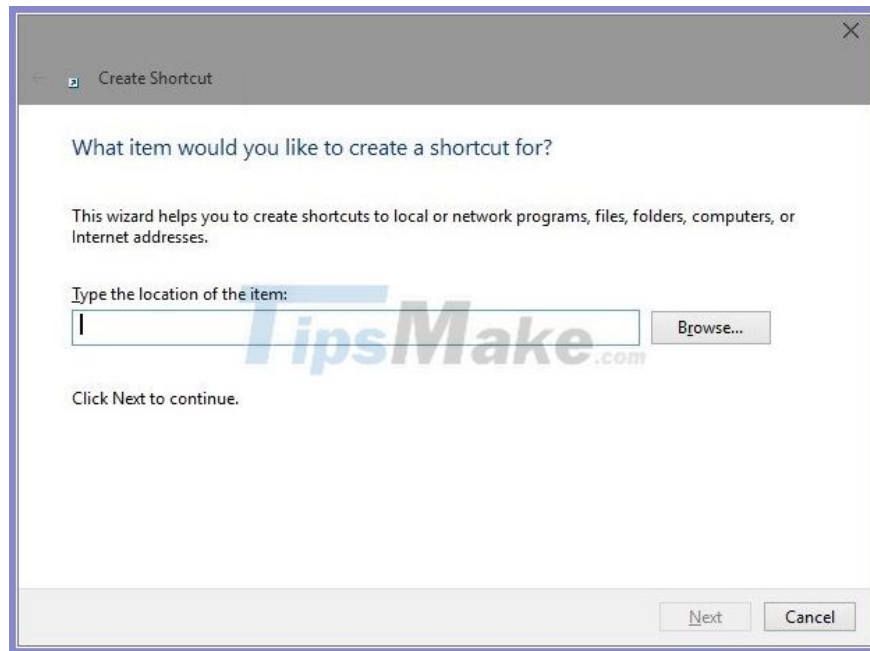 Create Shortcut
What item would you like to create a shortcut for?
This wizard helps you to create shortcuts to local or network programs, files, folders, computers, or
Internet addresses.
Type the location of the item:
Browse...
TipsMake.com
Click Next to continue.
Next
Cancel